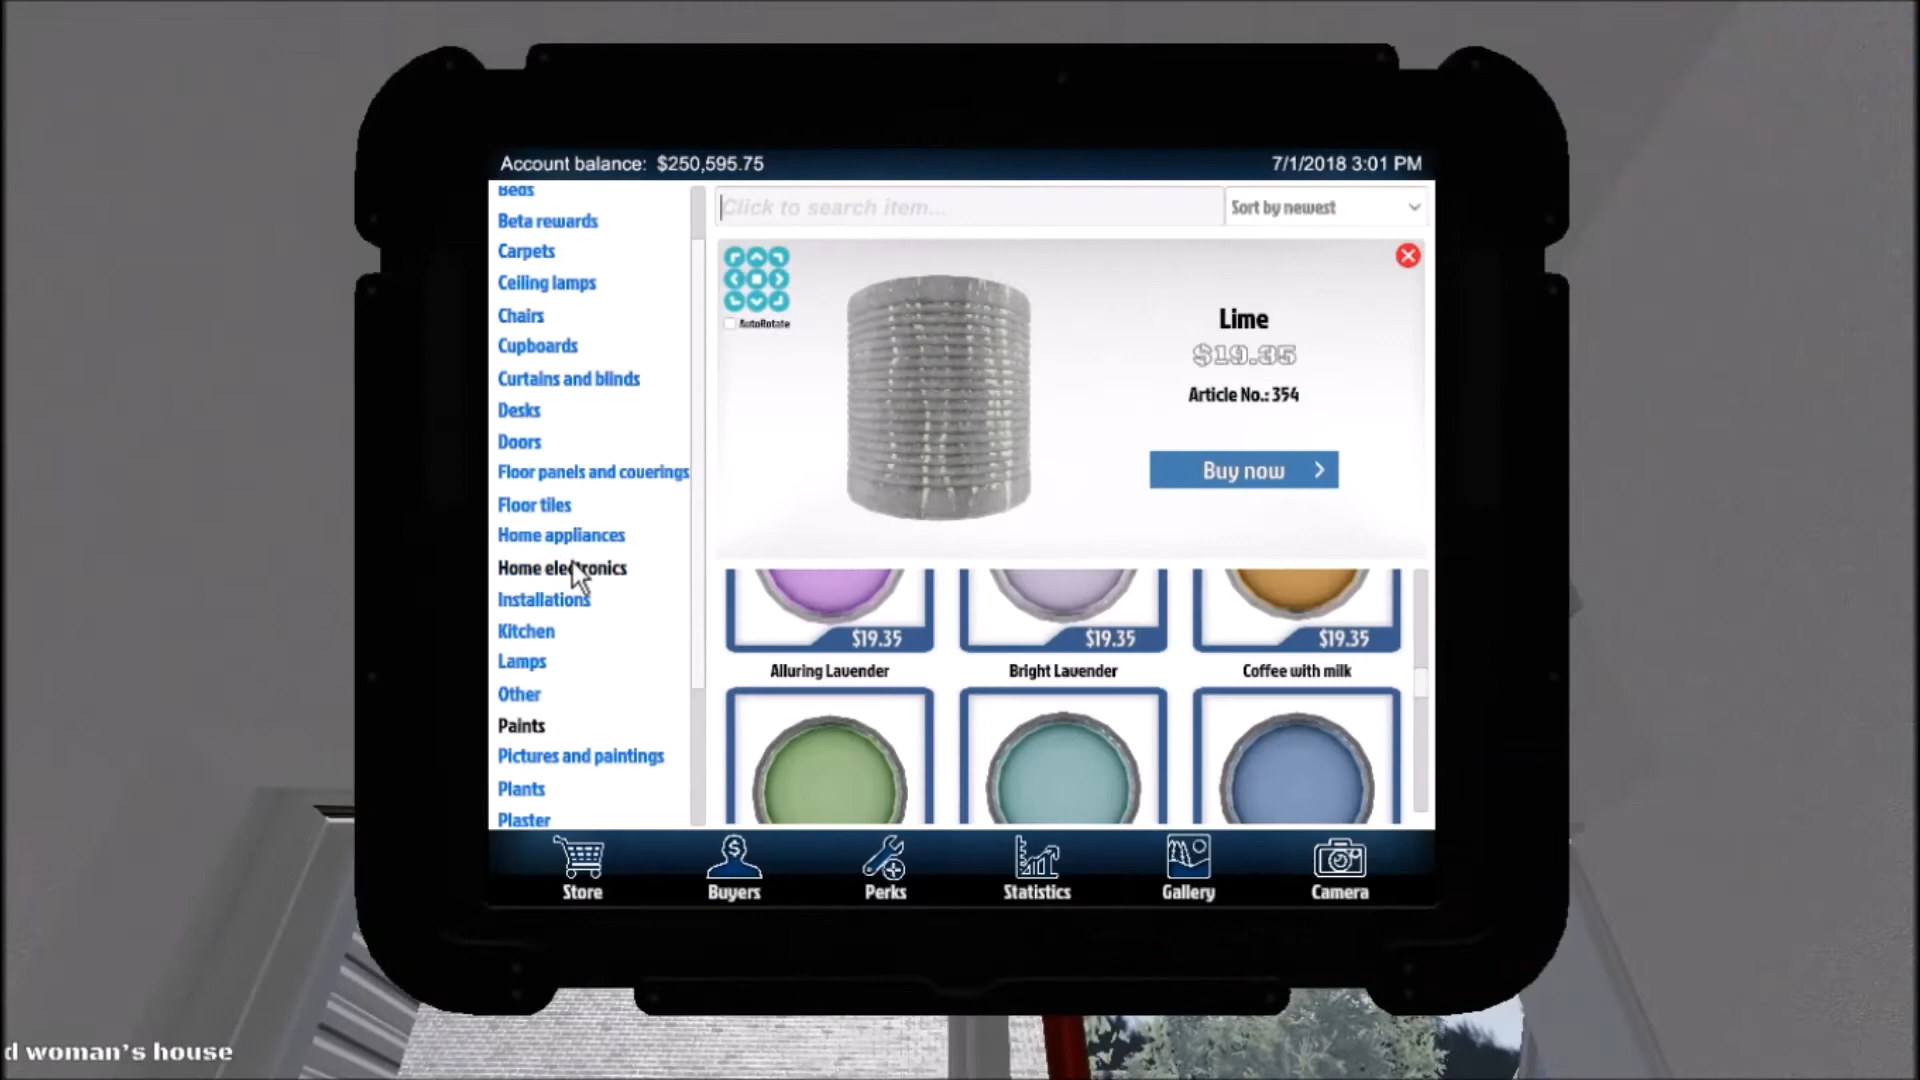 Account balance: $250,595.75
7/1/2018 3:01 PM
Beds
Beta rewards
Carpets
Ceiling lamps
Chairs
Cupboards
Curtains and blinds
Desks
Doors
Floor panels and couerings
Floor tiles
Home appliances
Home electronics
Installations
Kitchen
Lamps
Other
Paints
Pictures and paintings
Plants
Plaster
Click to search item...
Sort by newest
AutoRotate
Lime
$19.35
Article No.: 354
Buy now
$19.35
$19.35
$19.35
Alluring Lavender
Bright Lavender
Coffee with milk
Store
Buyers
Perks
Statistics
Gallery
Camera
d woman's house